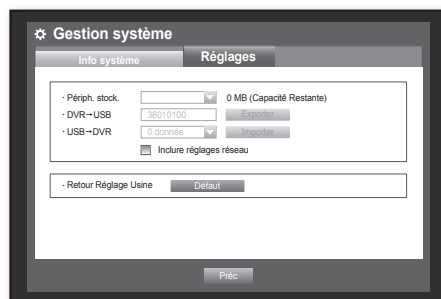 Gestion système
Info système
Réglages
· Périph. stock.
0 MB (Capacitê Restante)
· DVR→USB
38010100
Exporter
· USB→DVR
0 donnée
Importer
Inclure réglages réseau
· Retour Réglage Usine
Défaut
Préc